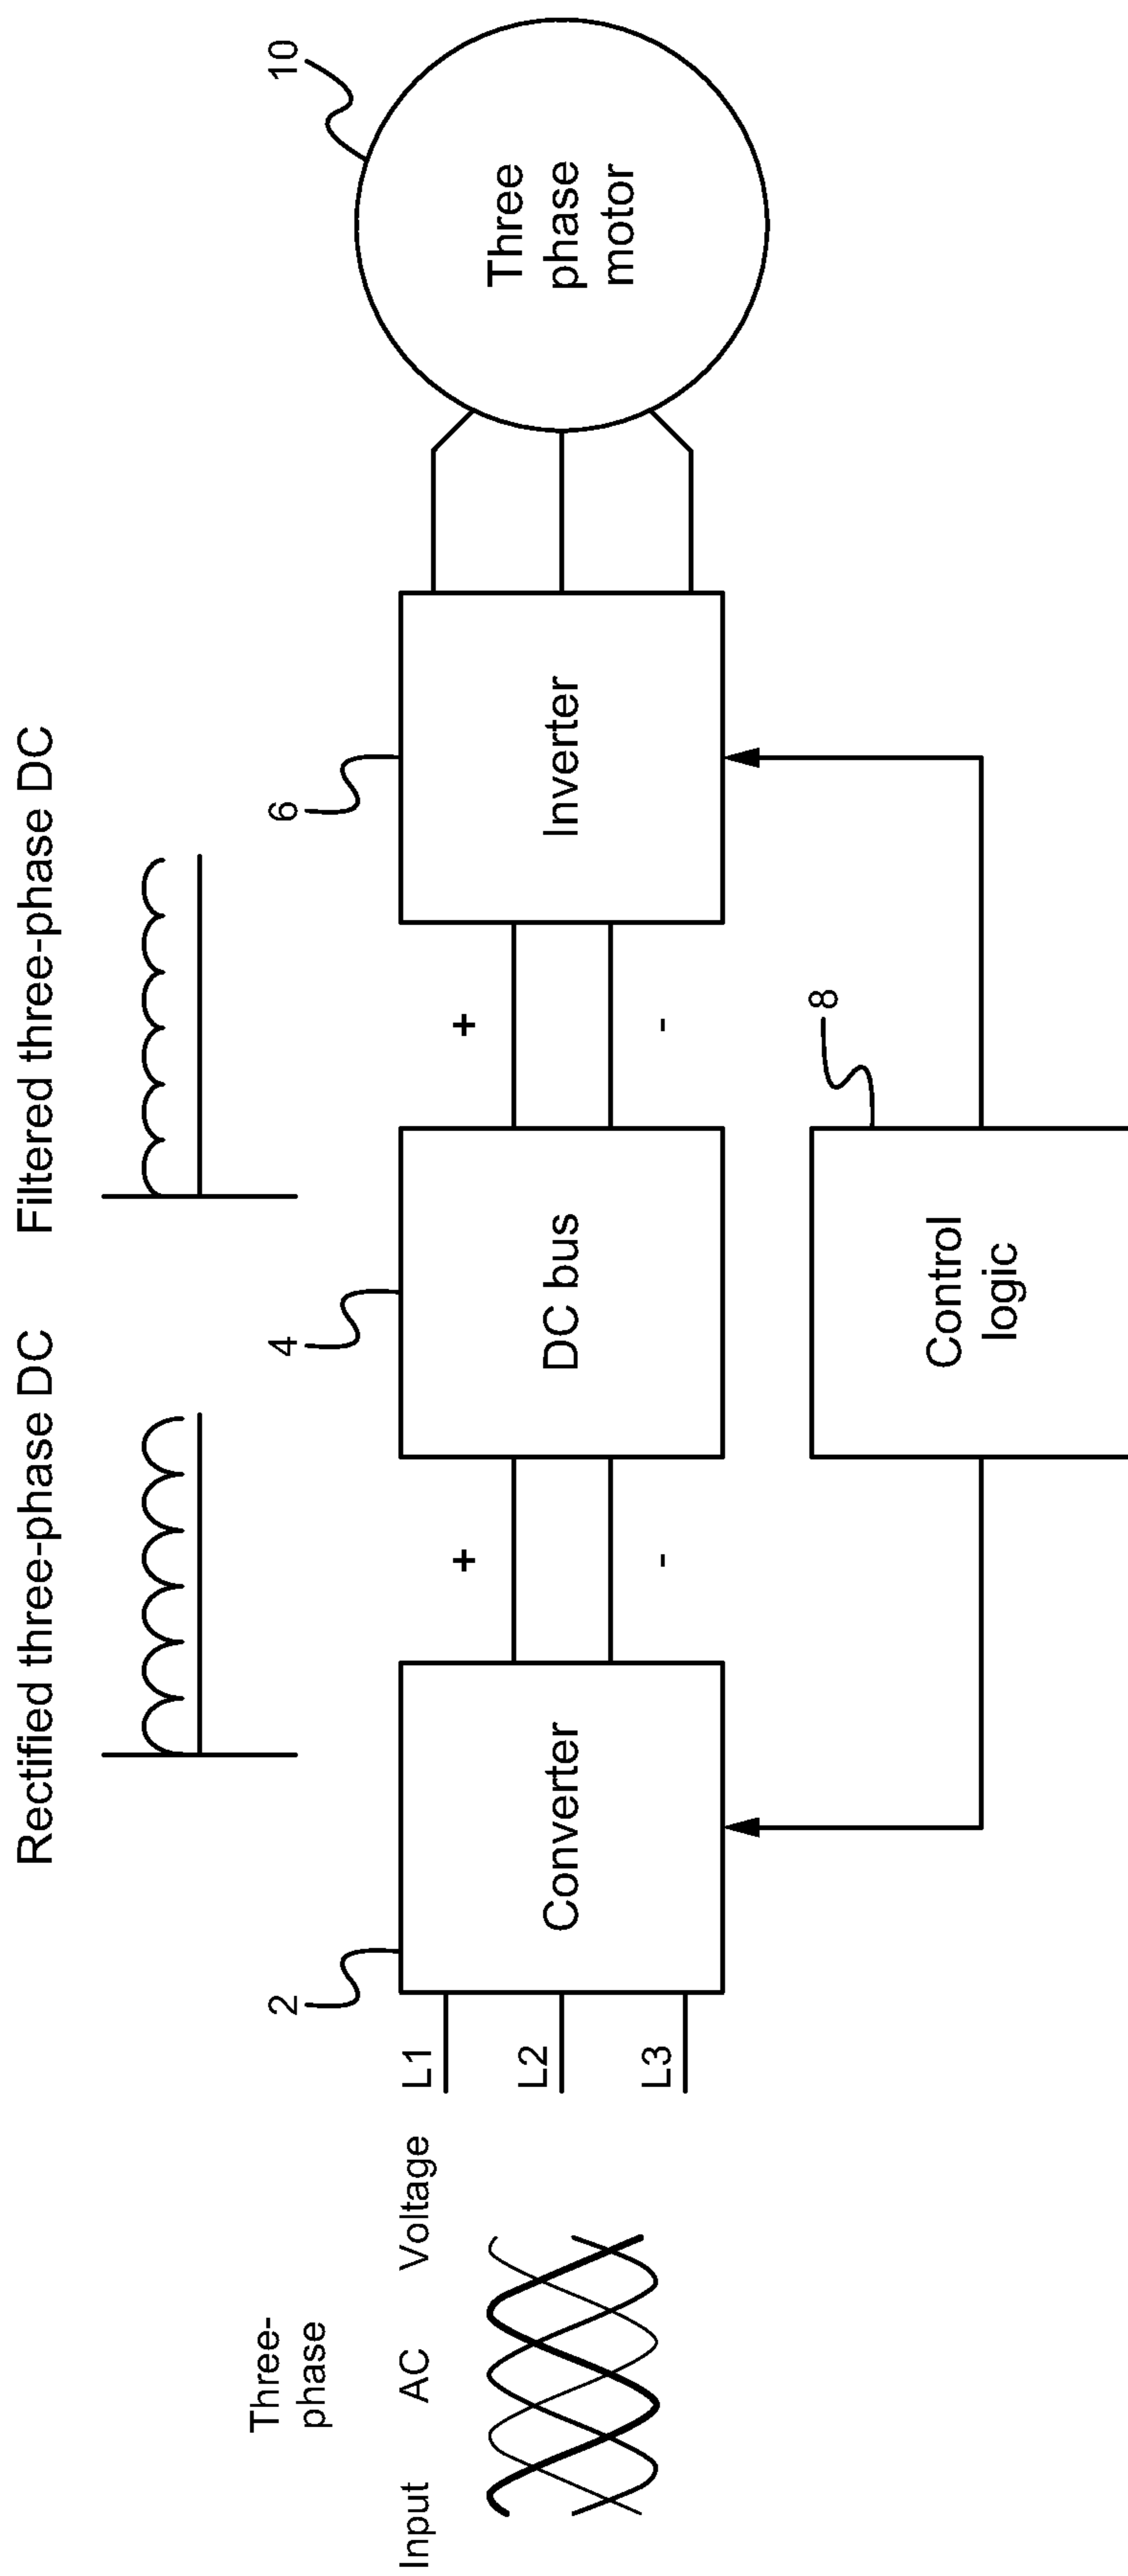 Rectified three-phase DC
Filtered three-phase DC
Three-
phase
Input AC Voltage
L1
L2
L3
2
Converter
+
-
4
DC bus
+
-
6
Inverter
10
Three
phase
motor
8
Control
logic